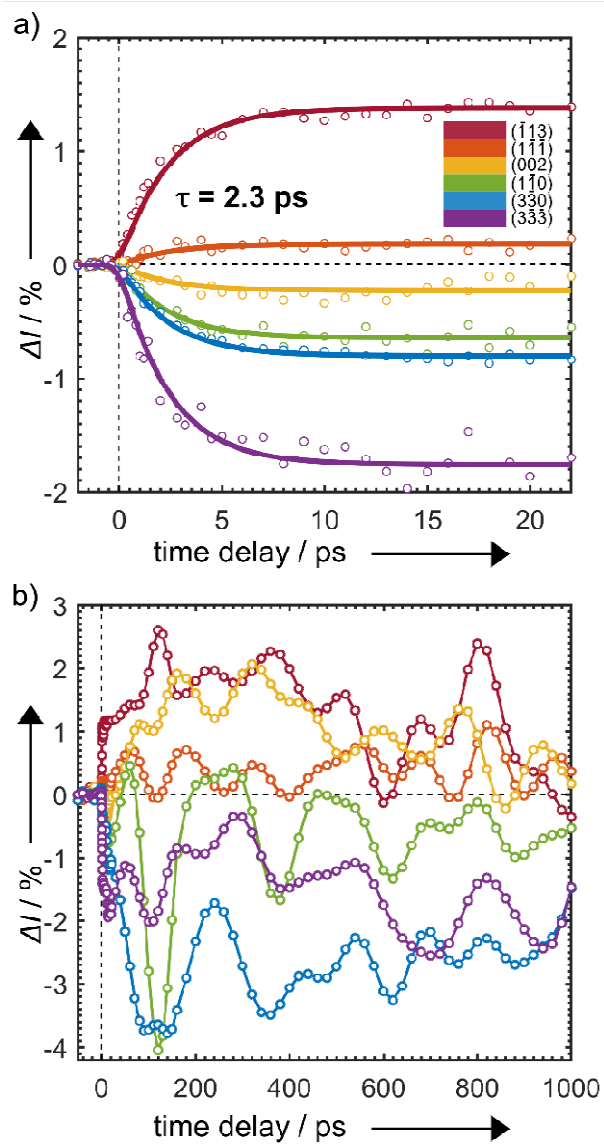 a)
2
1
0
-1
-2
ΔI / %
τ = 2.3 ps
(1̄13)
(11̄1̄)
(002)
(11̄0)
(33̄0)
(33̄3̄)
0 5 10 15 20
time delay / ps
b)
3
2
1
0
-1
-2
-3
-4
ΔI / %
0 200 400 600 800 1000
time delay / ps